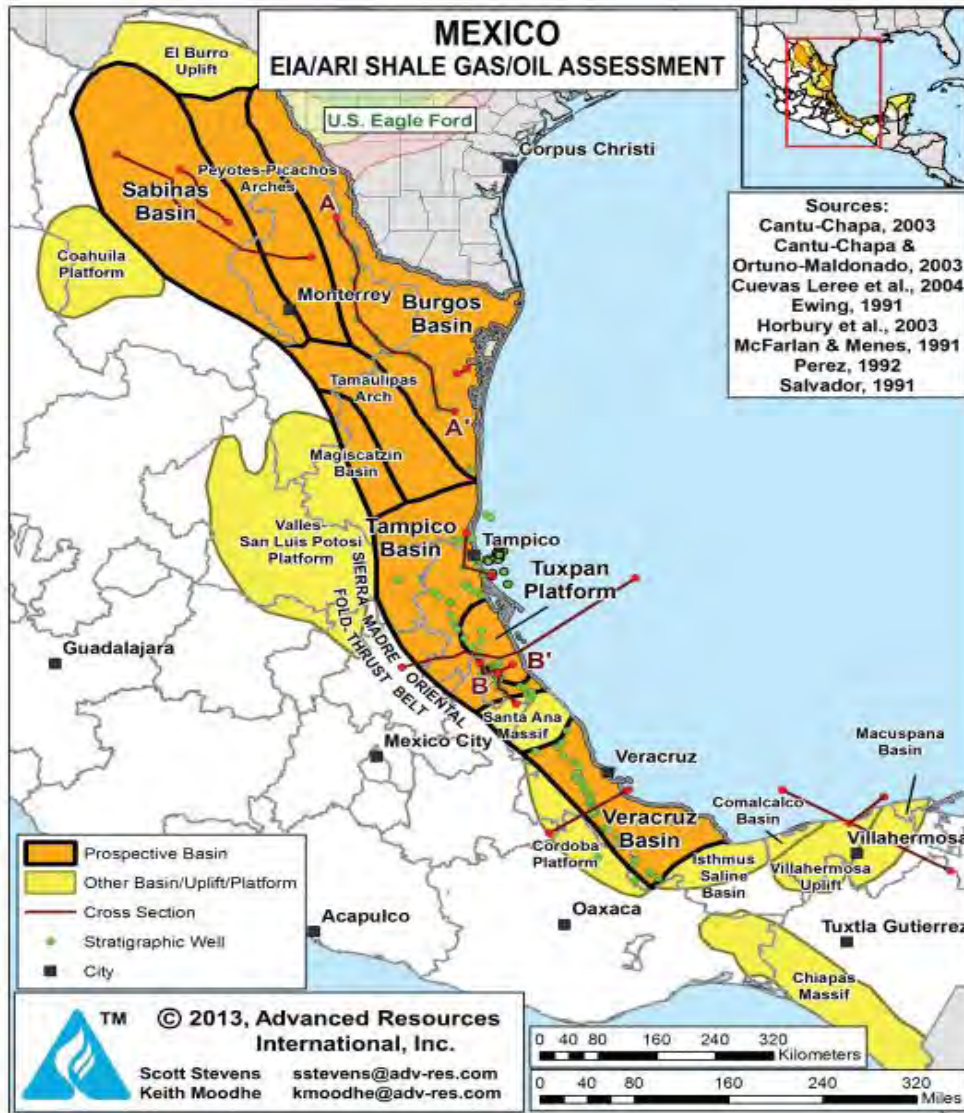 MEXICO
EIA/ARI SHALE GAS/OIL ASSESSMENT
El Burro
Uplift
U.S. Eagle Ford
Corpus Christi
Peyotes-Picachos
Arches
Sabinas
Basin
A
Coahuila
Platform
Monterrey
Burgos
Basin
Tamaulipas
Arch
A'
Magiscatzin
Basin
Sources:
Cantu-Chapa, 2003
Cantu-Chapa &
Ortuno-Maldonado, 2003
Cuevas Leree et al., 2004
Ewing, 1991
Horbury et al., 2003
McFarlan & Menes, 1991
Perez, 1992
Salvador, 1991
Valles-
San Luis Potosi
Platform
Tampico
Basin
Tampico
Tuxpan
Platform
SIERRA MADRE ORIENTAL
FOLD-THRUST BELT
Guadalajara
B'
B
Santa Ana
Massif
Mexico City
Veracruz
Macuspana
Basin
Comalcalco
Basin
Veracruz
Basin
Villahermosa
Cordoba
Platform
Isthmus
Saline
Basin
Villahermosa
Uplift
Oaxaca
Acapulco
Tuxtla Gutierrez
Chiapas
Massif
Prospective Basin
Other Basin/Uplift/Platform
Cross Section
Stratigraphic Well
City
TM
© 2013, Advanced Resources
International, Inc.
Scott Stevens sstevens@adv-res.com
Keith Moodhe kmoodhe@adv-res.com
0 40 80 160 240 320
Kilometers
0 40 80 160 240 320
Miles